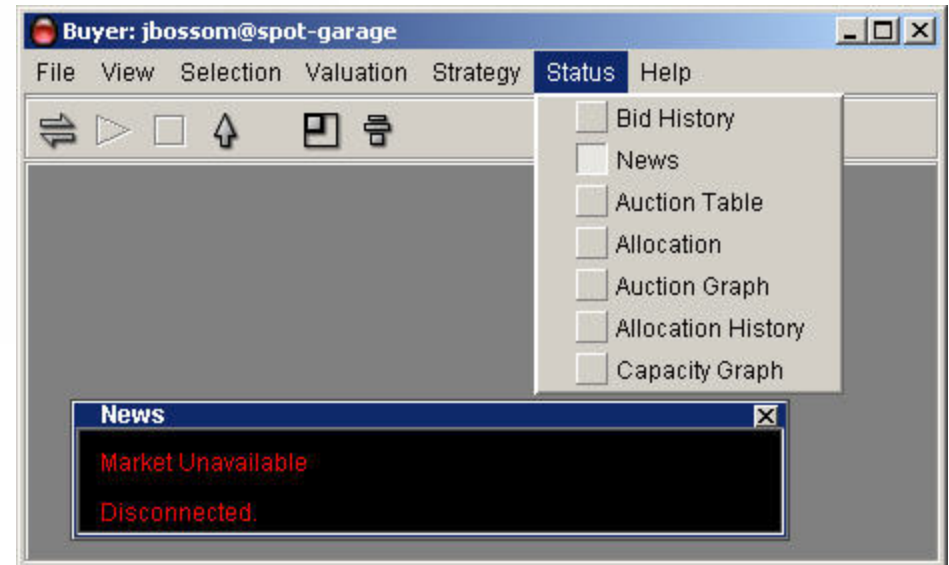 Buyer: jbossom@spot-garage
File View Selection Valuation Strategy Status Help
Bid History
News
Auction Table
Allocation
Auction Graph
Allocation History
Capacity Graph
News
Market Unavailable
Disconnected.